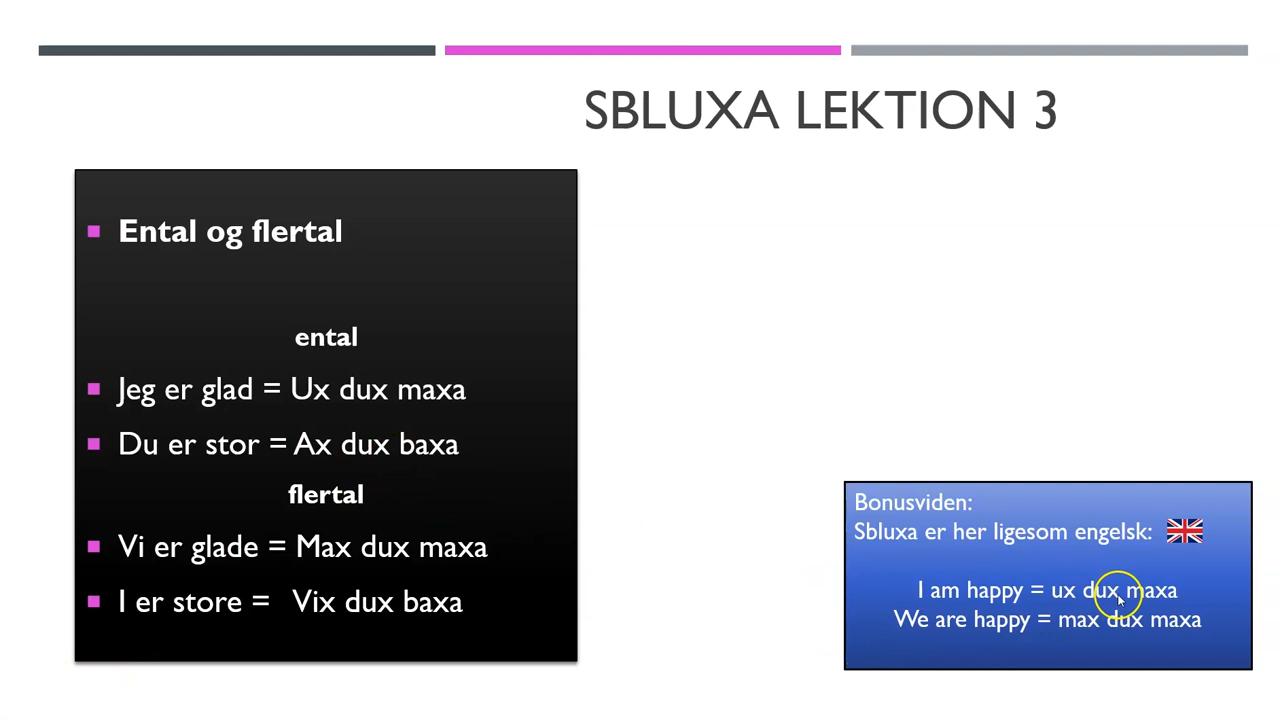 SBLUXA LEKTION 3
Ental og flertal
ental
Jeg er glad = Ux dux maxa
Du er stor = Ax dux baxa
flertal
Vi er glade = Max dux maxa
I er store = Vix dux baxa
Bonusviden:
Sbluxa er her ligesom engelsk:
I am happy = ux dux maxa
We are happy = max dux maxa